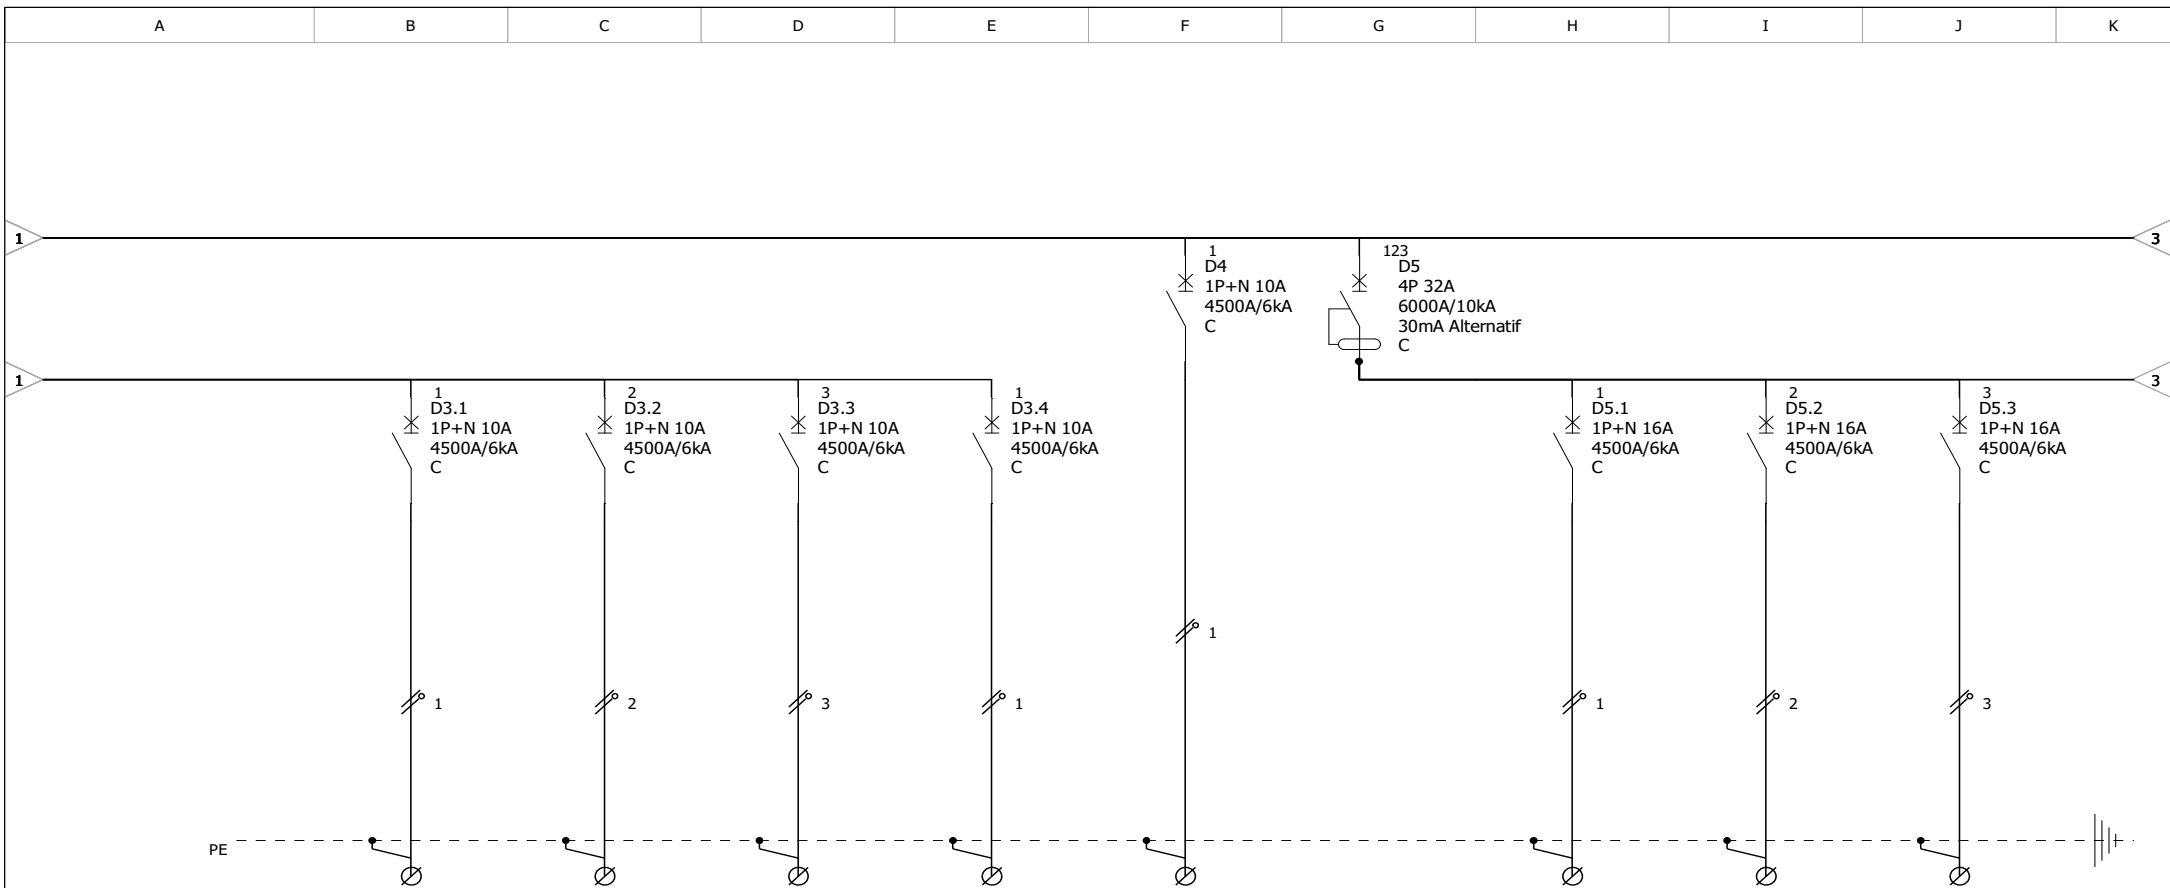 A B C D E F G H I J K
1 3
1
D4
1P+N 10A
4500A/6kA
C
123
D5
4P 32A
6000A/10kA
30mA Alternatif
C
1 3
1
D3.1
1P+N 10A
4500A/6kA
C
2
D3.2
1P+N 10A
4500A/6kA
C
3
D3.3
1P+N 10A
4500A/6kA
C
1
D3.4
1P+N 10A
4500A/6kA
C
1
D5.1
1P+N 16A
4500A/6kA
C
2
D5.2
1P+N 16A
4500A/6kA
C
3
D5.3
1P+N 16A
4500A/6kA
C
1
1 2 3 1 1 2 3
PE